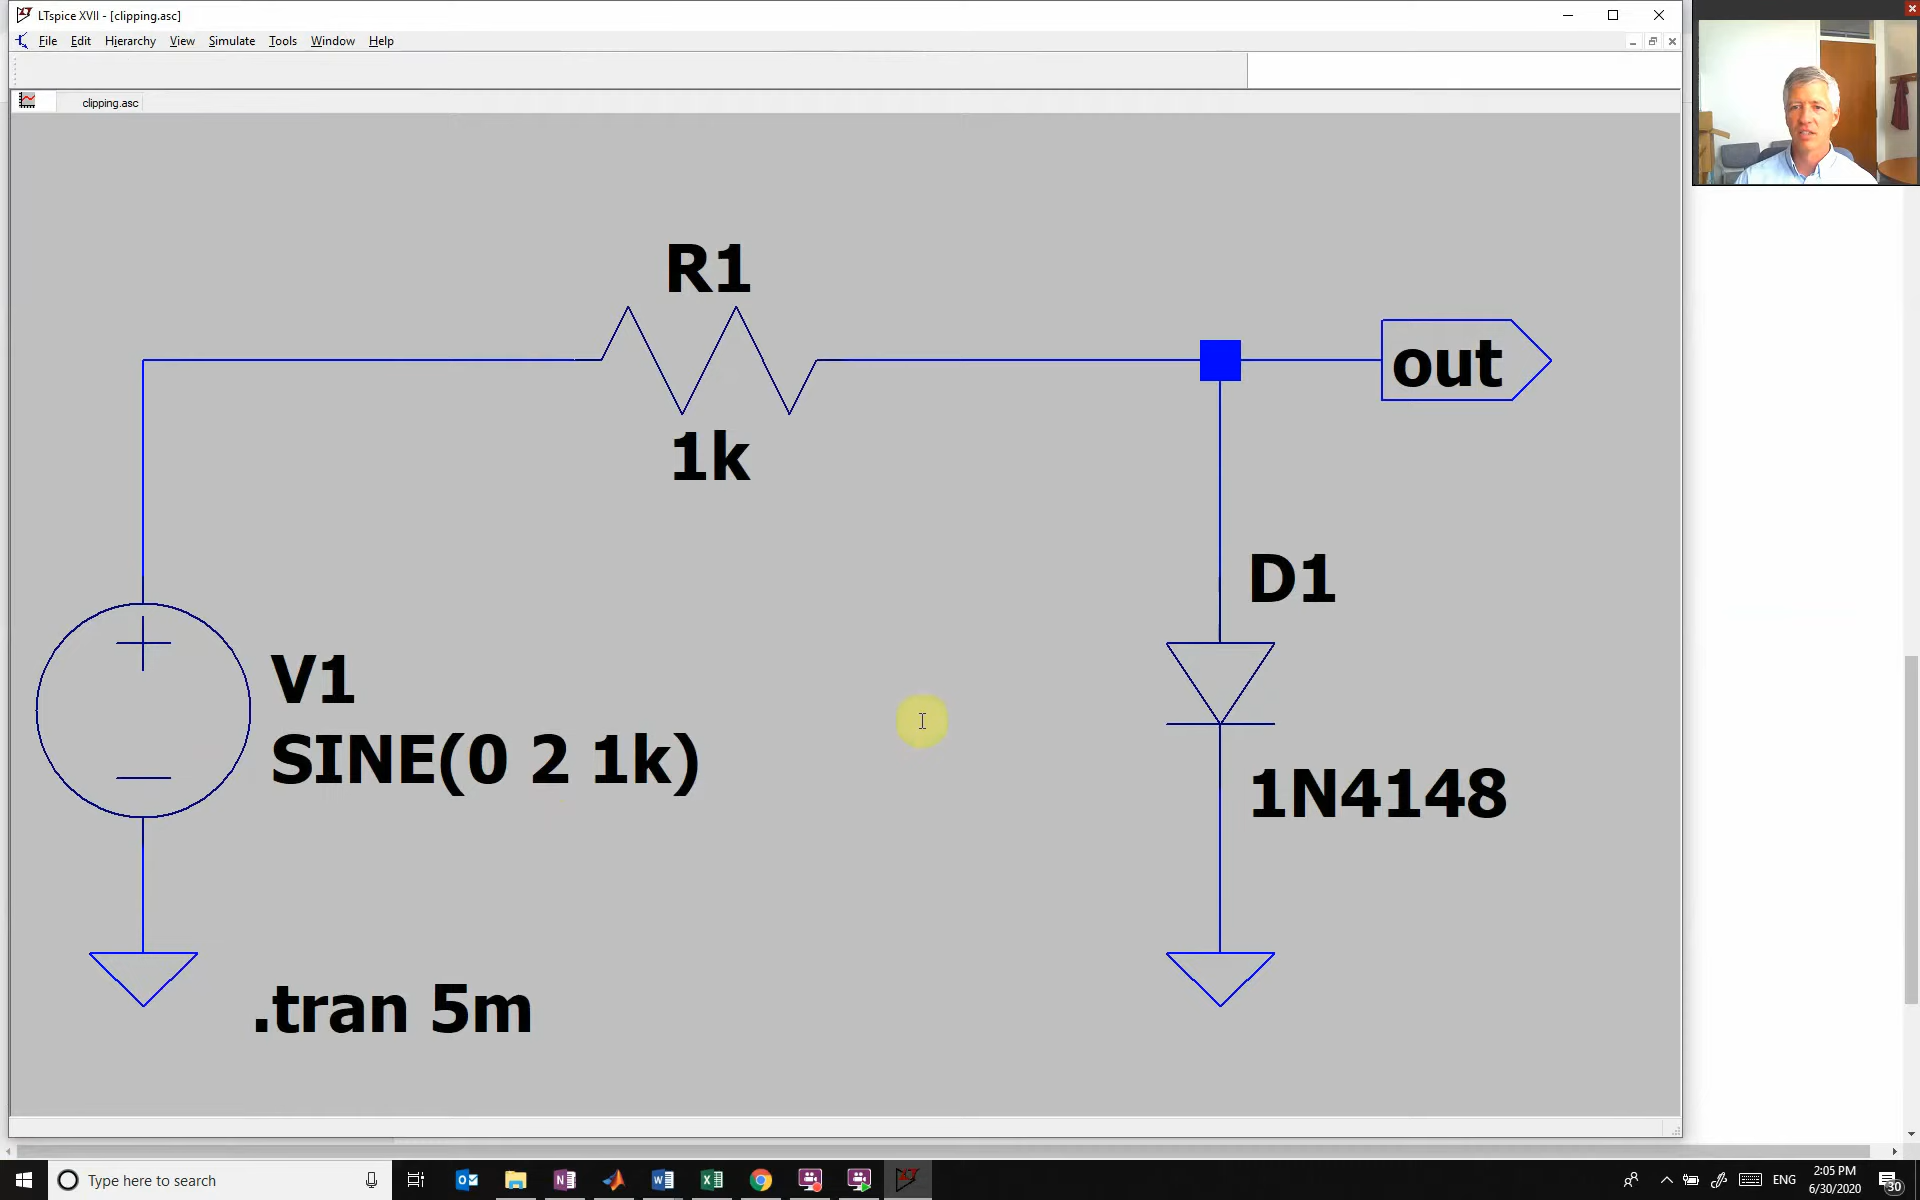 LTspice XVII - [clipping.asc]
File Edit Hierarchy View Simulate Tools Window Help
clipping.asc
R1
1k
out
D1
1N4148
V1
SINE(0 2 1k)
.tran 5m
Type here to search
ENG
2:05 PM
6/30/2020
30